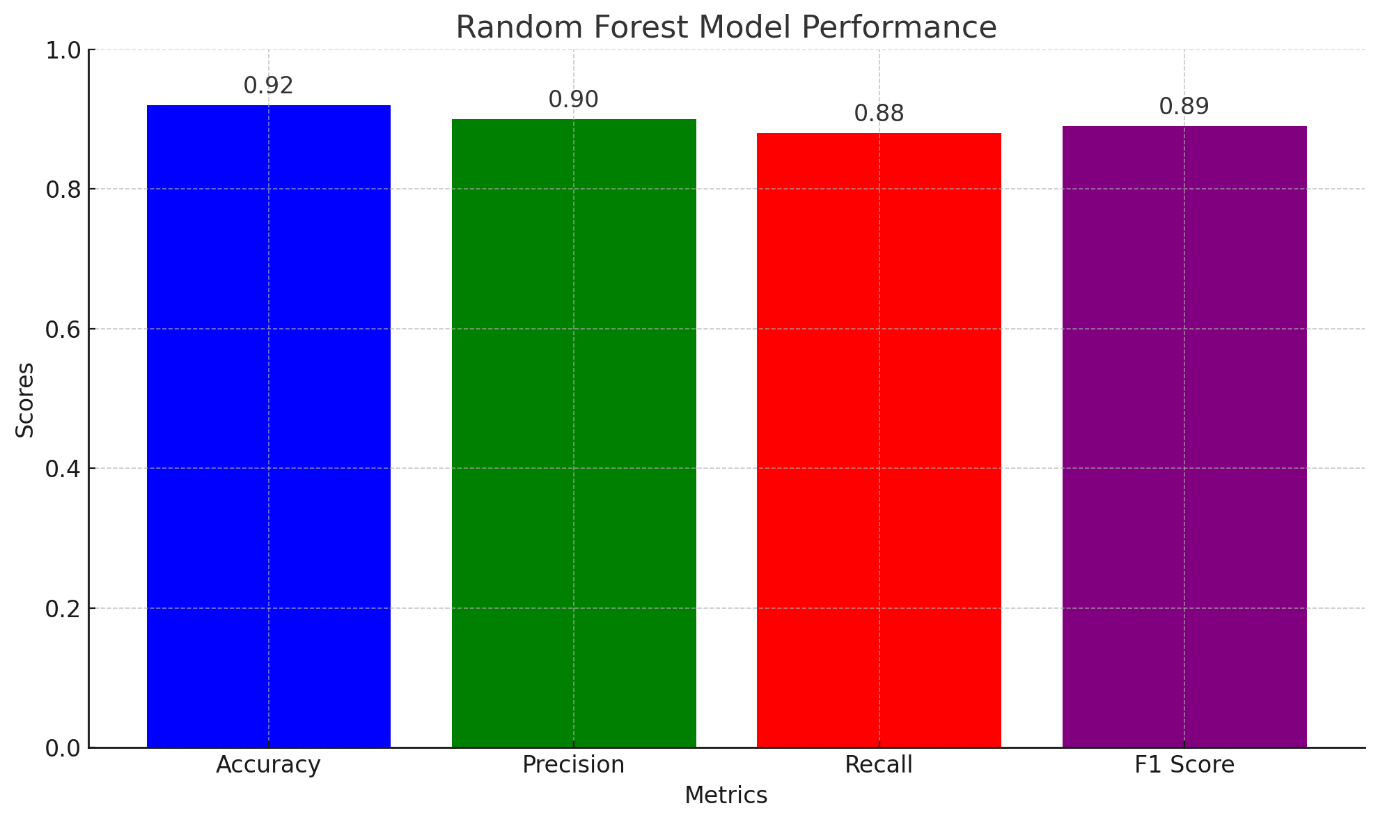 Random Forest Model Performance
1.0
0.8
0.6
0.4
0.2
0.0
Scores
0.92
0.90
0.88
0.89
Accuracy
Precision
Recall
F1 Score
Metrics